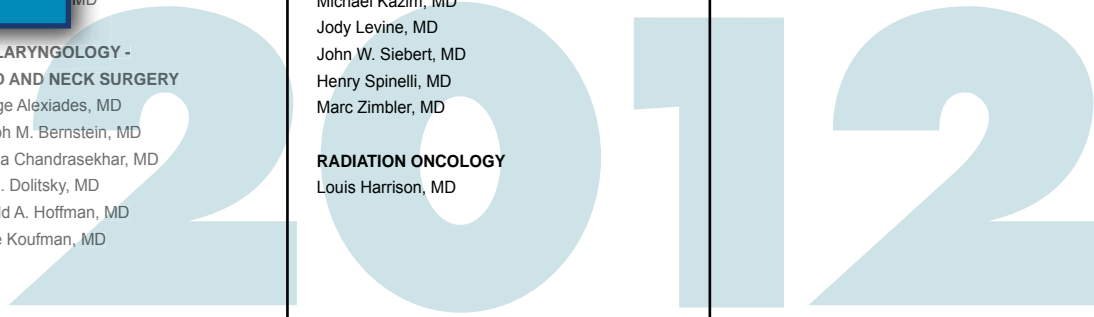 MD
LARYNGOLOGY -
AND NECK SURGERY
Alexiades, MD
M. Bernstein, MD
Chandrasekhar, MD
Dolitsky, MD
A. Hoffman, MD
Koufman, MD
Michael Kazim, MD
Jody Levine, MD
John W. Siebert, MD
Henry Spinelli, MD
Marc Zimbler, MD
RADIATION ONCOLOGY
Louis Harrison, MD
2012